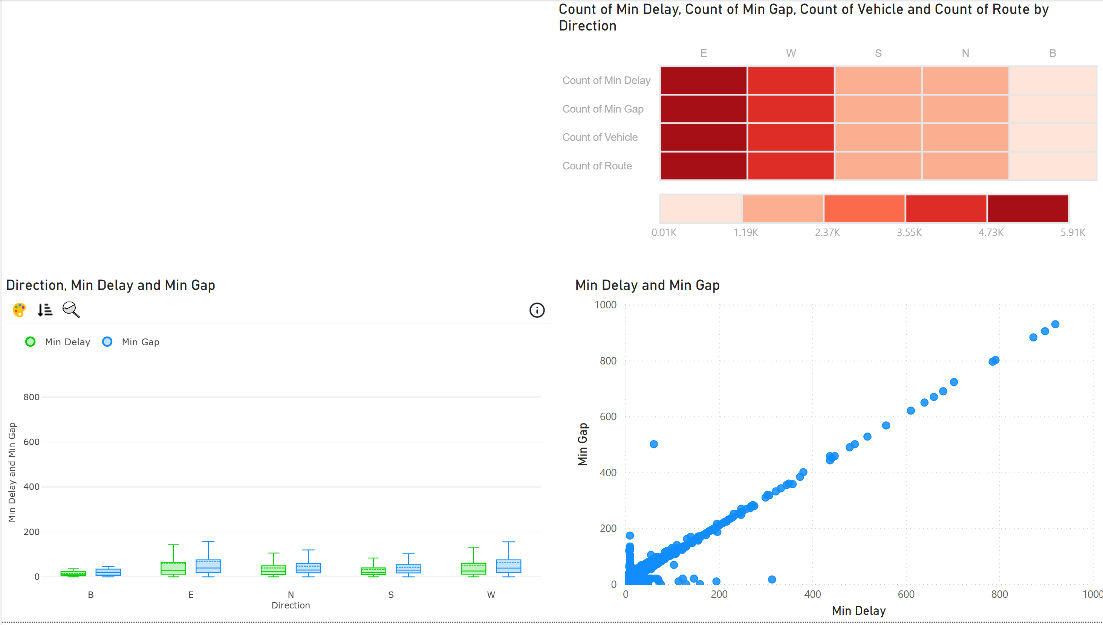 Count of Min Delay, Count of Min Gap, Count of Vehicle and Count of Route by
Direction
E W S N B
Count of Min Delay
Count of Min Gap
Count of Vehicle
Count of Route
0.01K 1.19K 2.37K 3.55K 4.73K 5.91K
Direction, Min Delay and Min Gap
Min Delay Min Gap
800
600
400
200
0
Min Delay and Min Gap
B E N S W
Direction
Min Delay and Min Gap
1000
800
600
400
200
0
Min Gap
0 200 400 600 800 1000
Min Delay